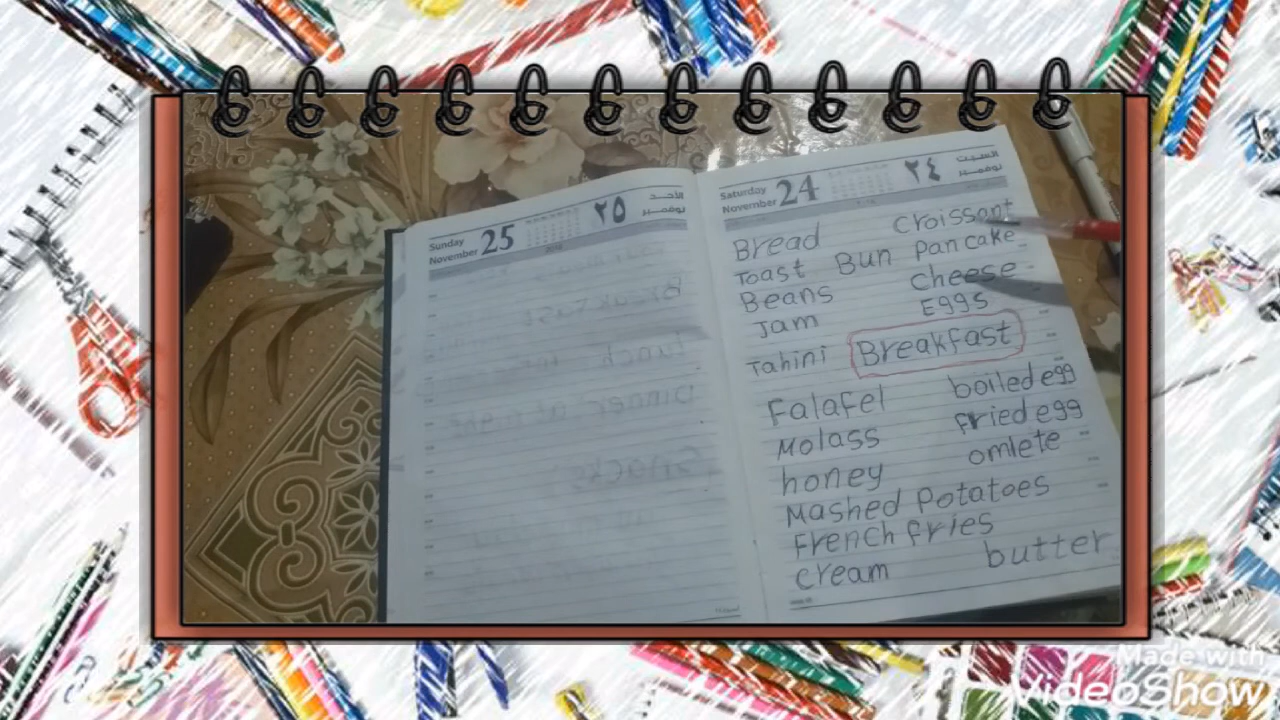 Sunday
November 25 ٢٥ الأحد
نوفمبر
Saturday
November 24 ٢٤ السبت
نوفمبر
Bread Croissant
Toast Bun Pancake
Beans Cheese
Jam Eggs
Tahini Breakfast
Falafel boiled egg
Molass fried egg
honey omlete
Mashed Potatoes
French fries
cream butter
Made with
VideoShow